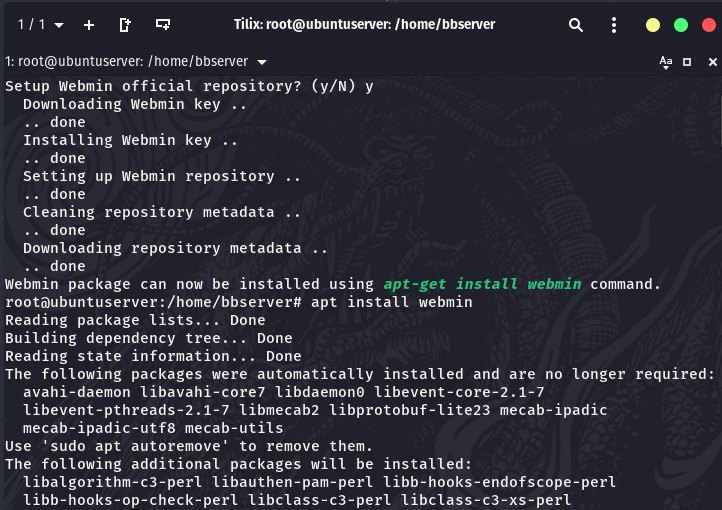 1 / 1
Tilix: root@ubuntuserver: /home/bbserver
1: root@ubuntuserver: /home/bbserver
Aa
Setup Webmin official repository? (y/N) y
  Downloading Webmin key ..
  .. done
  Installing Webmin key ..
  .. done
  Setting up Webmin repository ..
  .. done
  Cleaning repository metadata ..
  .. done
  Downloading repository metadata ..
  .. done
Webmin package can now be installed using apt-get install webmin command.
root@ubuntuserver:/home/bbserver# apt install webmin
Reading package lists... Done
Building dependency tree... Done
Reading state information... Done
The following packages were automatically installed and are no longer required:
  avahi-daemon libavahi-core7 libdaemon0 libevent-core-2.1-7
  libevent-pthreads-2.1-7 libmecab2 libprotobuf-lite23 mecab-ipadic
  mecab-ipadic-utf8 mecab-utils
Use 'sudo apt autoremove' to remove them.
The following additional packages will be installed:
  libalgorithm-c3-perl libauthen-pam-perl libb-hooks-endofscope-perl
  libb-hooks-op-check-perl libclass-c3-perl libclass-c3-xs-perl